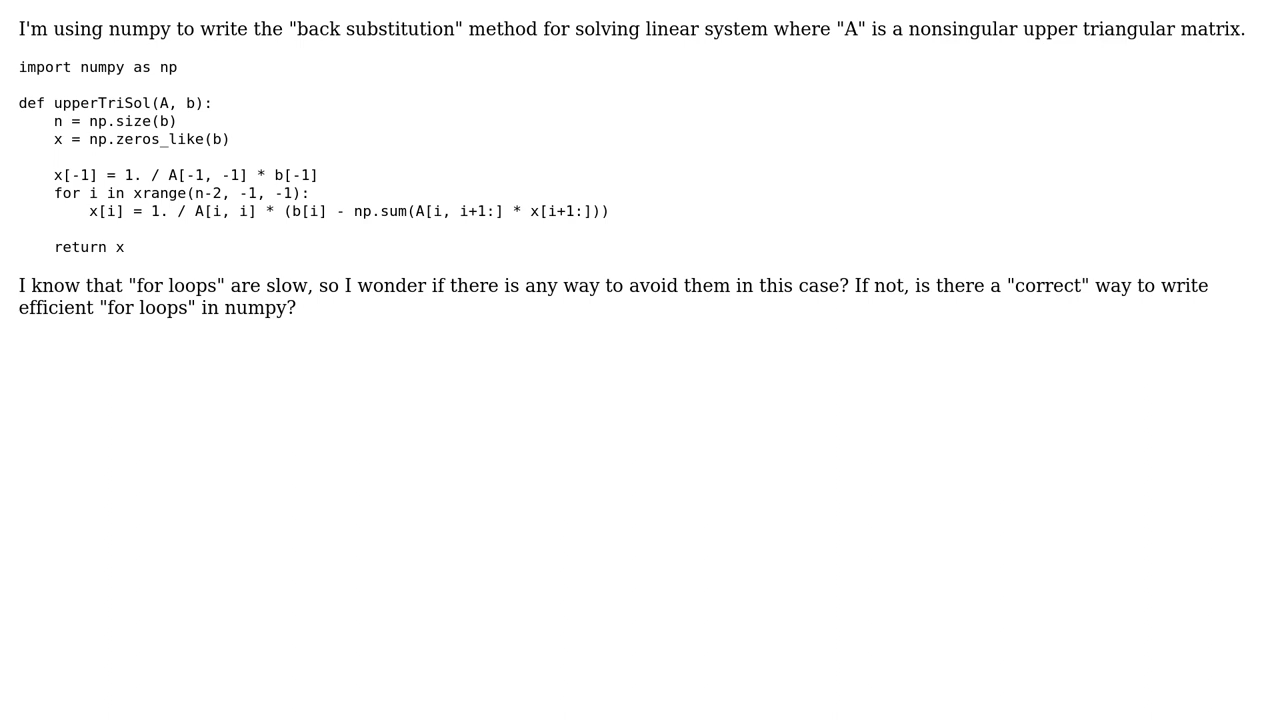 I'm using numpy to write the "back substitution" method for solving linear system where "A" is a nonsingular upper triangular matrix.
import numpy as np
def upperTriSol(A, b):
    n = np.size(b)
    x = np.zeros_like(b)
    x[-1] = 1. / A[-1, -1] * b[-1]
    for i in xrange(n-2, -1, -1):
        x[i] = 1. / A[i, i] * (b[i] - np.sum(A[i, i+1:] * x[i+1:]))
    return x
I know that "for loops" are slow, so I wonder if there is any way to avoid them in this case? If not, is there a "correct" way to write
efficient "for loops" in numpy?